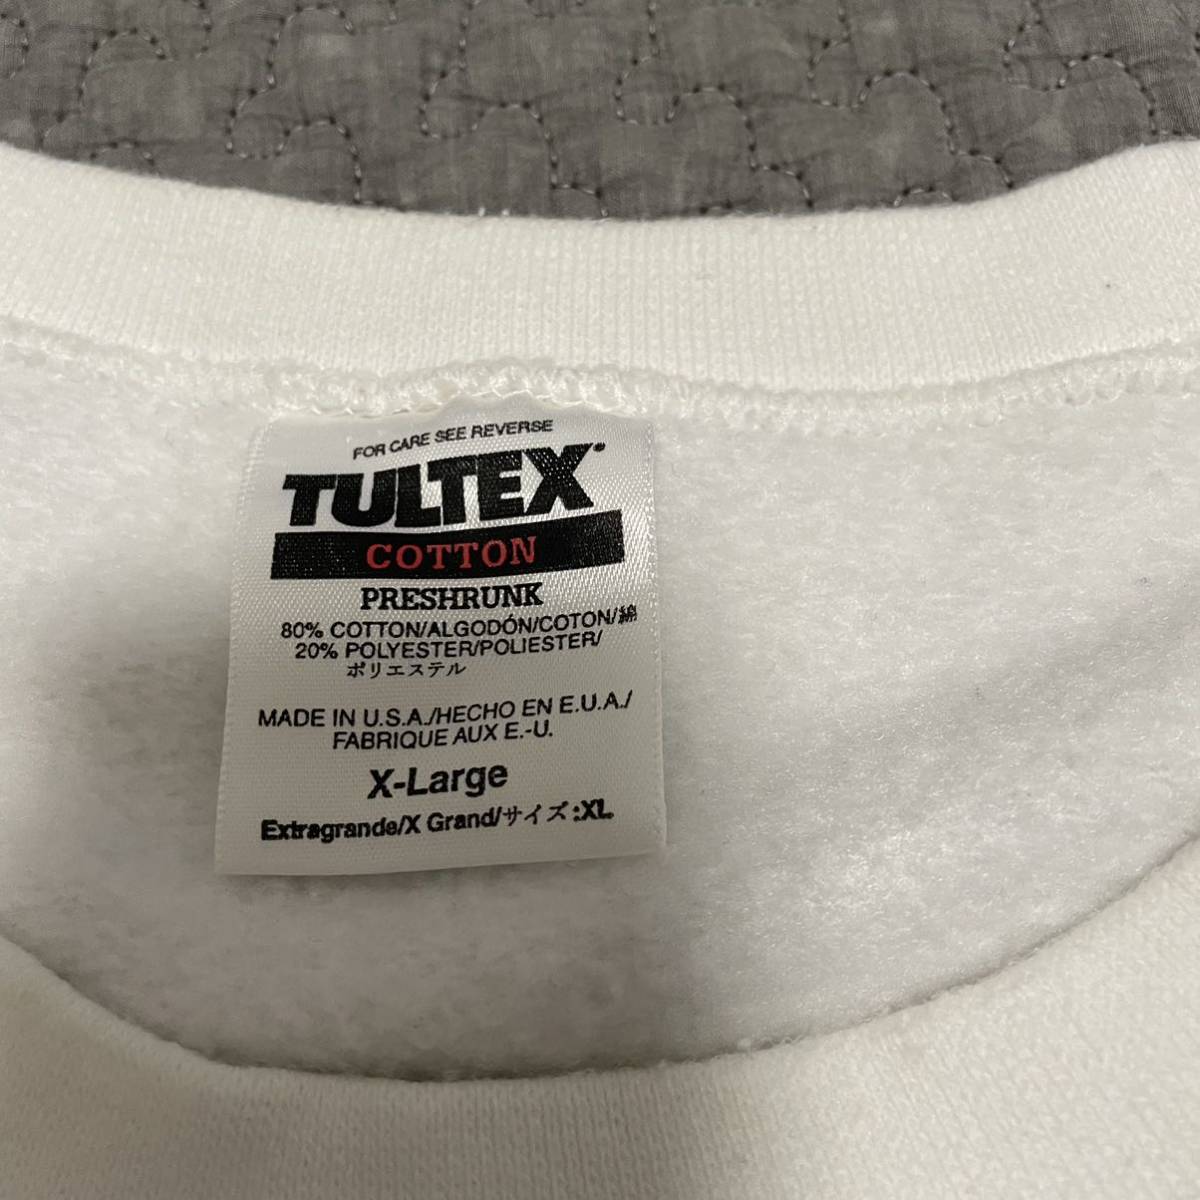 FOR CARE SEE REVERSE
TULTEX®
COTTON
PRESHRUNK
80% COTTON/ALGODÓN/COTON/綿
20% POLYESTER/POLIESTER/
ポリエステル
MADE IN U.S.A./HECHO EN E.U.A./
FABRIQUE AUX E.-U.
X-Large
Extragrande/X Grand/サイズ:XL